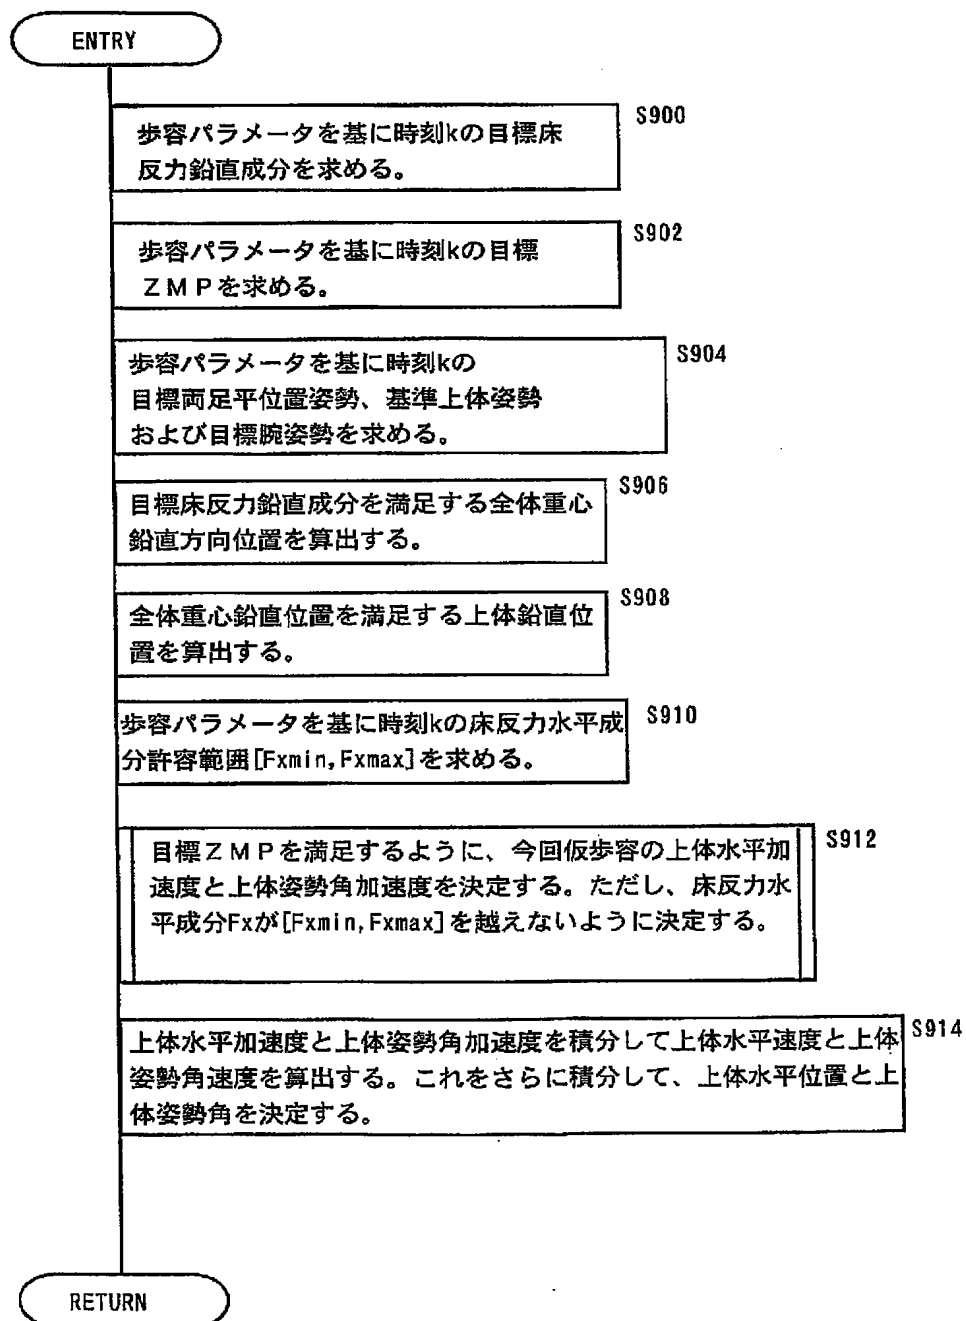 ENTRY
S900
歩容パラメータを基に時刻kの目標床
反力鉛直成分を求める。
S902
歩容パラメータを基に時刻kの目標
ＺＭＰを求める。
S904
歩容パラメータを基に時刻kの
目標両足平位置姿勢、基準上体姿勢
および目標腕姿勢を求める。
S906
目標床反力鉛直成分を満足する全体重心
鉛直方向位置を算出する。
S908
全体重心鉛直位置を満足する上体鉛直位
置を算出する。
S910
歩容パラメータを基に時刻kの床反力水平成
分許容範囲[Fxmin,Fxmax]を求める。
S912
目標ＺＭＰを満足するように、今回仮歩容の上体水平加
速度と上体姿勢角加速度を決定する。ただし、床反力水
平成分Fxが[Fxmin,Fxmax]を越えないように決定する。
S914
上体水平加速度と上体姿勢角加速度を積分して上体水平速度と上体
姿勢角速度を算出する。これをさらに積分して、上体水平位置と上
体姿勢角を決定する。
RETURN